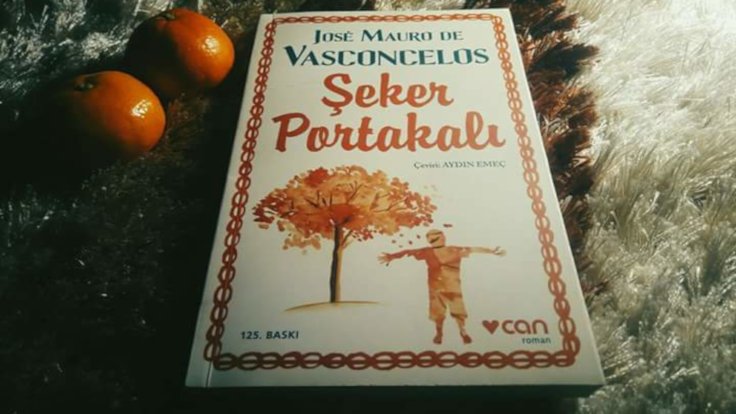 JOSÉ MAURO DE
VASCONCELOS
Şeker
Portakalı
Çeviri: AYDIN EMEÇ
125. BASKI
can
roman